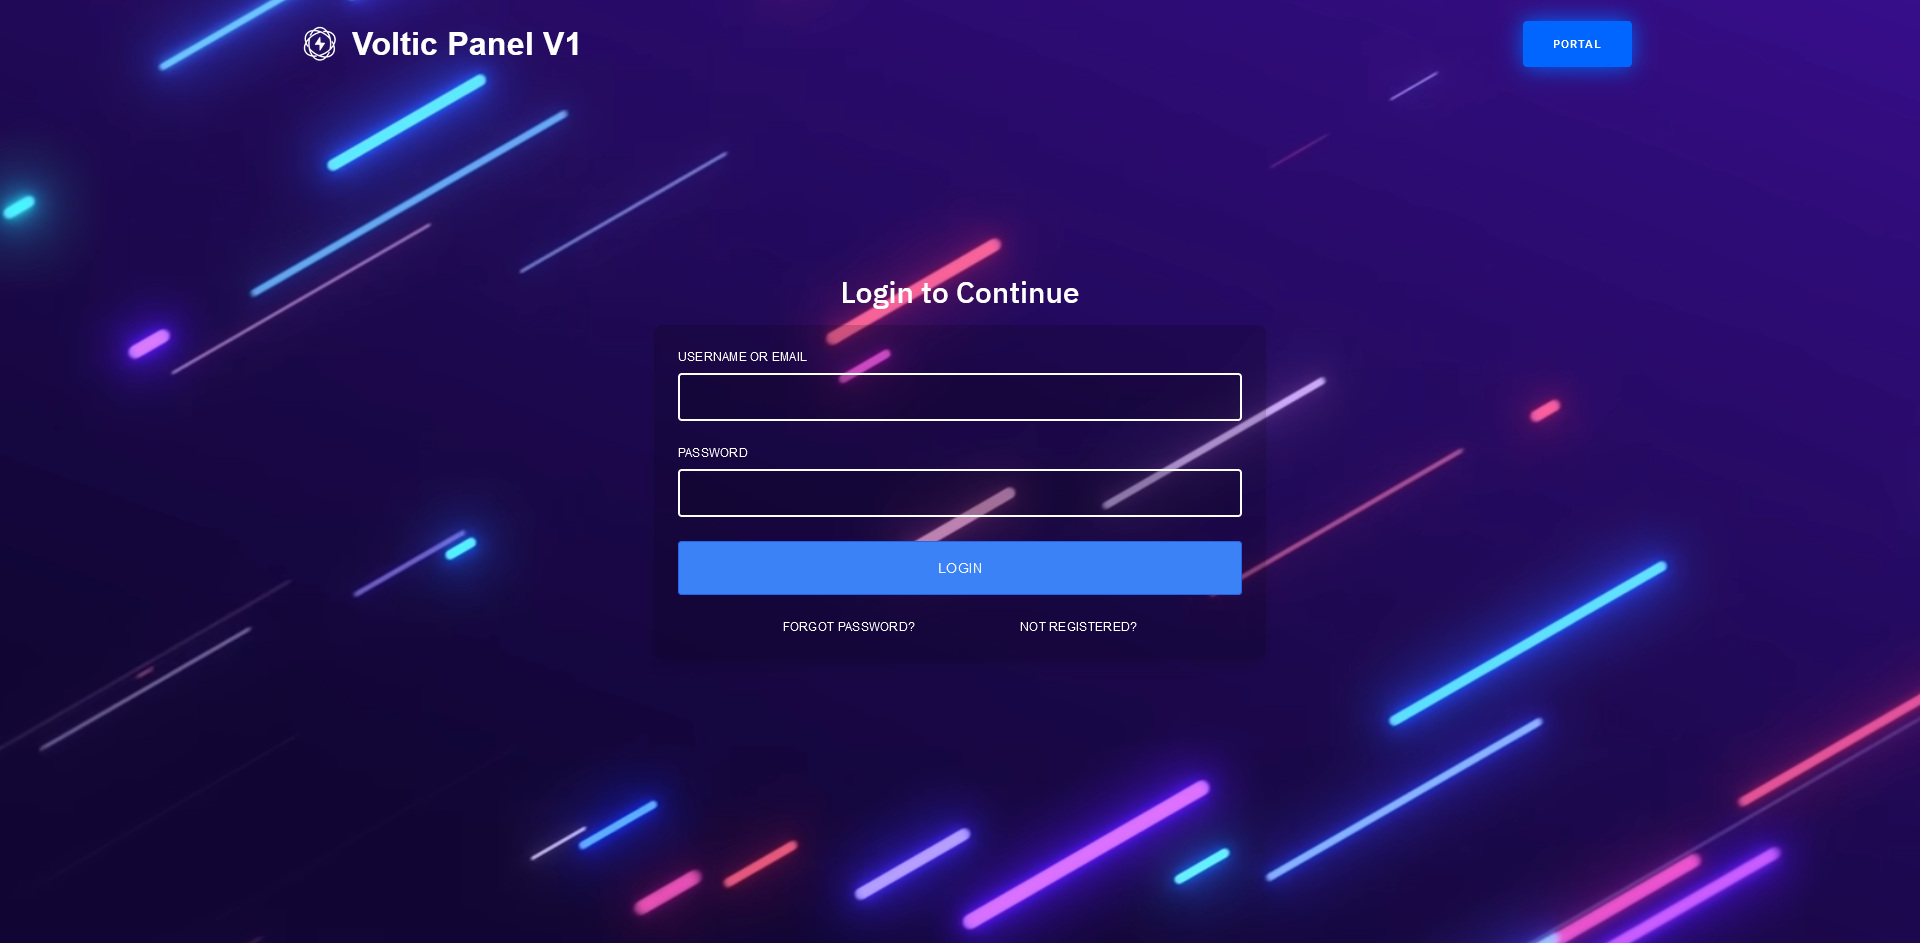 Voltic Panel V1
PORTAL
Login to Continue
USERNAME OR EMAIL
PASSWORD
LOGIN
FORGOT PASSWORD?
NOT REGISTERED?